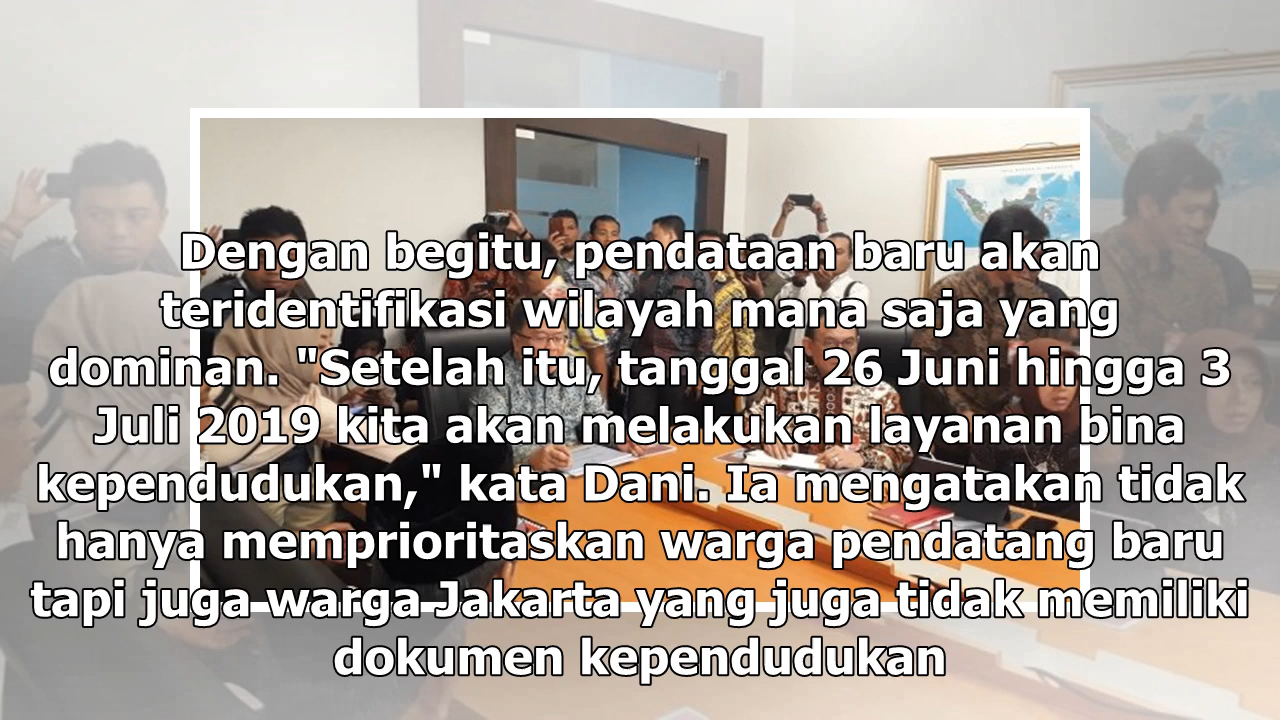 Dengan begitu, pendataan baru akan
teridentifikasi wilayah mana saja yang
dominan. "Setelah itu, tanggal 26 Juni hingga 3
Juli 2019 kita akan melakukan layanan bina
kependudukan," kata Dani. Ia mengatakan tidak
hanya memprioritaskan warga pendatang baru
tapi juga warga Jakarta yang juga tidak memiliki
dokumen kependudukan